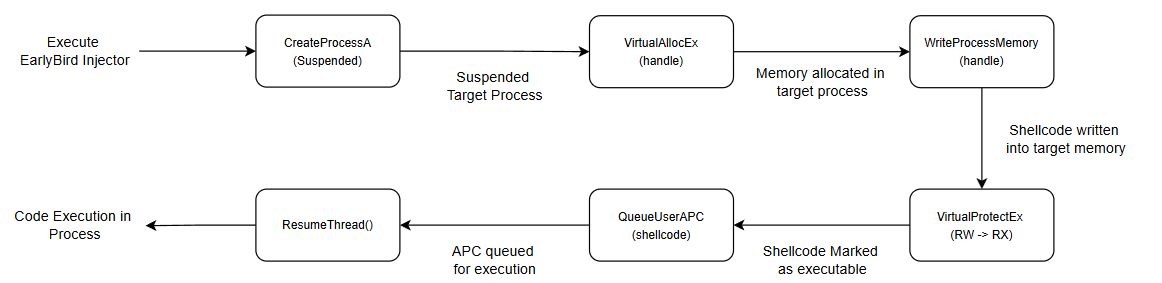 Execute
EarlyBird Injector
CreateProcessA
(Suspended)
Suspended
Target Process
VirtualAllocEx
(handle)
Memory allocated in
target process
WriteProcessMemory
(handle)
Shellcode written
into target memory
VirtualProtectEx
(RW -> RX)
Shellcode Marked
as executable
QueueUserAPC
(shellcode)
APC queued
for execution
ResumeThread()
Code Execution in
Process